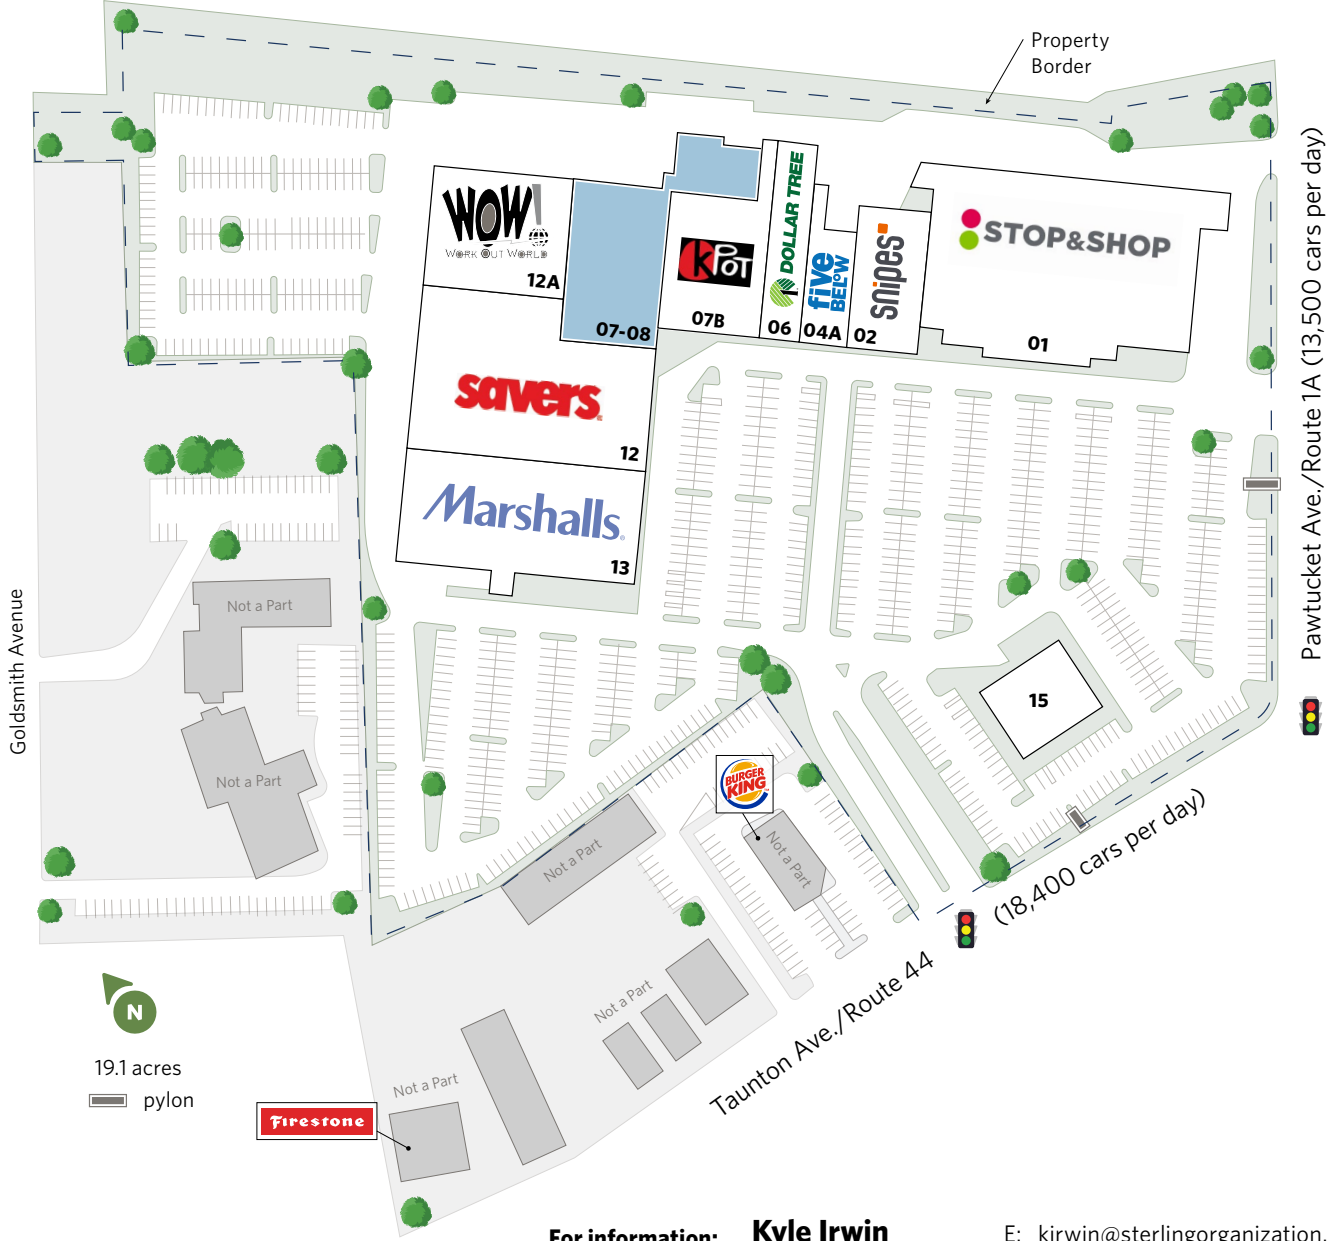 Property
Border
WOW!
WORK OUT WORLD
12A
07-08
KPOT
07B
DOLLAR TREE
06
five
BELOW
04A
snipes
02
STOP&SHOP
01
savers
12
Marshalls
13
15
Pawtucket Ave./Route 1A (13,500 cars per day)
Goldsmith Avenue
Not a Part
Not a Part
Not a Part
BURGER
KING
Not a Part
(18,400 cars per day)
Taunton Ave./Route 44
Not a Part
Not a Part
Firestone
N
19.1 acres
pylon
For information:
Kyle Irwin
E: kirwin@sterlingorganization.